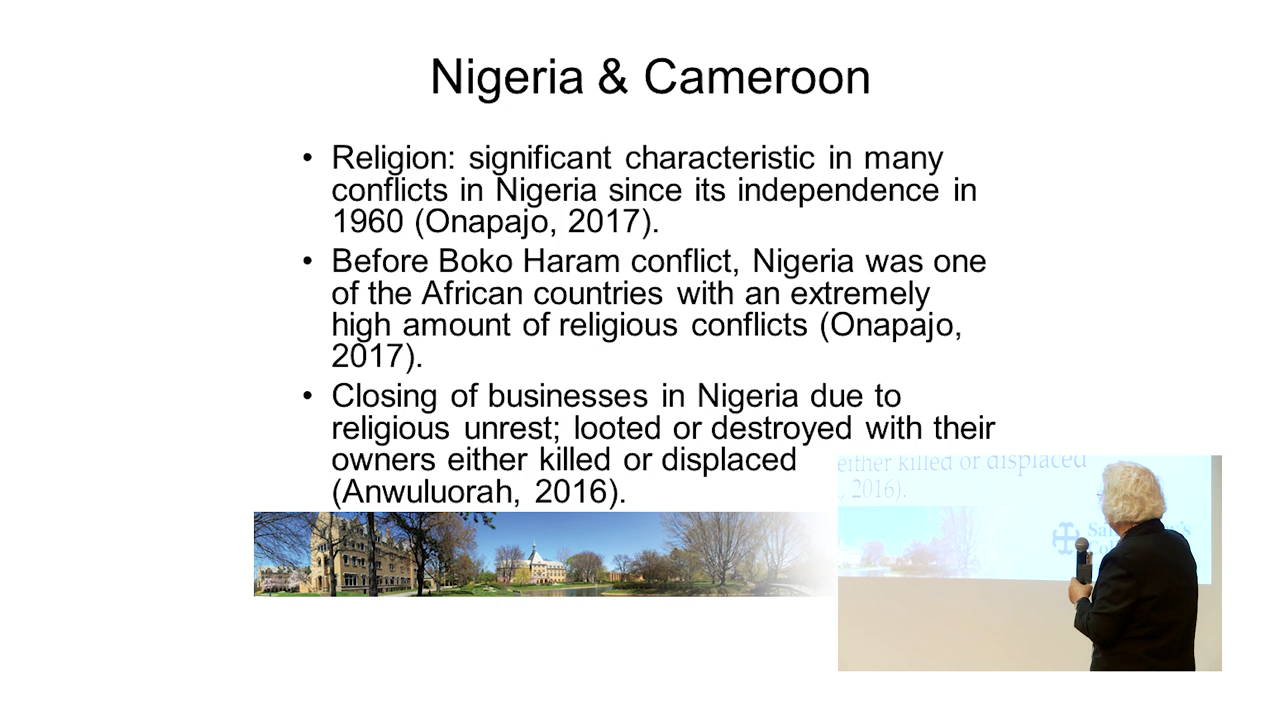 Nigeria & Cameroon
• Religion: significant characteristic in many
conflicts in Nigeria since its independence in
1960 (Onapajo, 2017).
• Before Boko Haram conflict, Nigeria was one
of the African countries with an extremely
high amount of religious conflicts (Onapajo,
2017).
• Closing of businesses in Nigeria due to
religious unrest; looted or destroyed with their
owners either killed or displaced
(Anwuluorah, 2016).
either killed or displaced
, 2016).